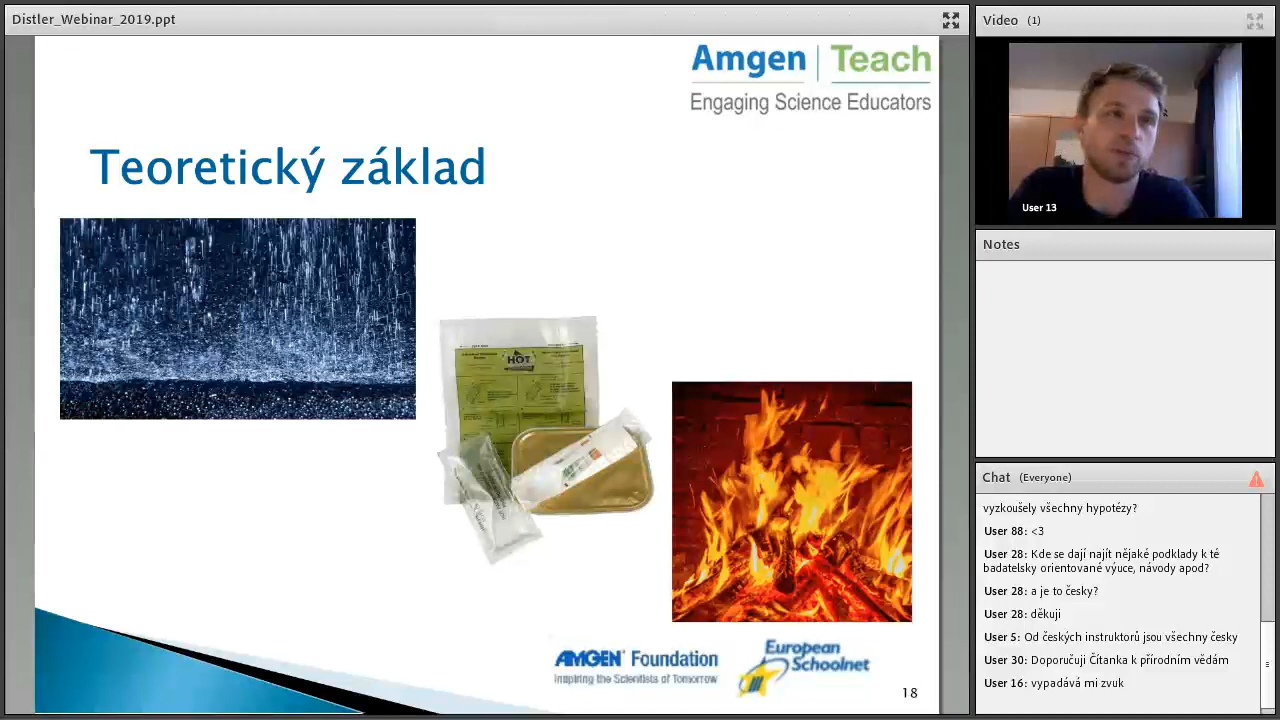 Distler_Webinar_2019.ppt
Amgen Teach
Engaging Science Educators
Teoretický základ
HOT
AMGEN Foundation
Inspiring the Scientists of Tomorrow
European
Schoolnet
18
Video (1)
User 13
Notes
Chat (Everyone)
vyzkoušely všechny hypotézy?
User 88: <3
User 28: Kde se dají najít nějaké podklady k té
badatelsky orientované výuce, návody apod?
User 28: a je to česky?
User 28: děkuji
User 5: Od českých instruktorů jsou všechny česky
User 30: Doporučuji Čítanka k přírodním vědám
User 16: vypadává mi zvuk